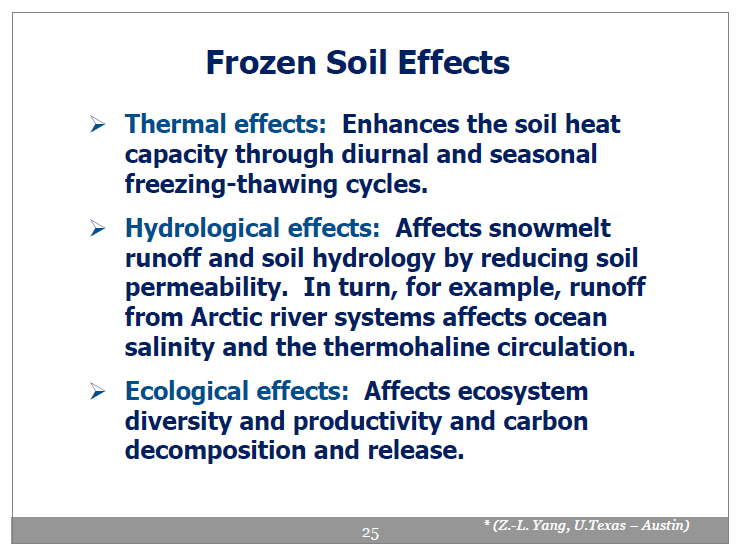 Frozen Soil Effects
Thermal effects: Enhances the soil heat
capacity through diurnal and seasonal
freezing-thawing cycles.
Hydrological effects: Affects snowmelt
runoff and soil hydrology by reducing soil
permeability. In turn, for example, runoff
from Arctic river systems affects ocean
salinity and the thermohaline circulation.
Ecological effects: Affects ecosystem
diversity and productivity and carbon
decomposition and release.
25
* (Z.-L. Yang, U.Texas – Austin)